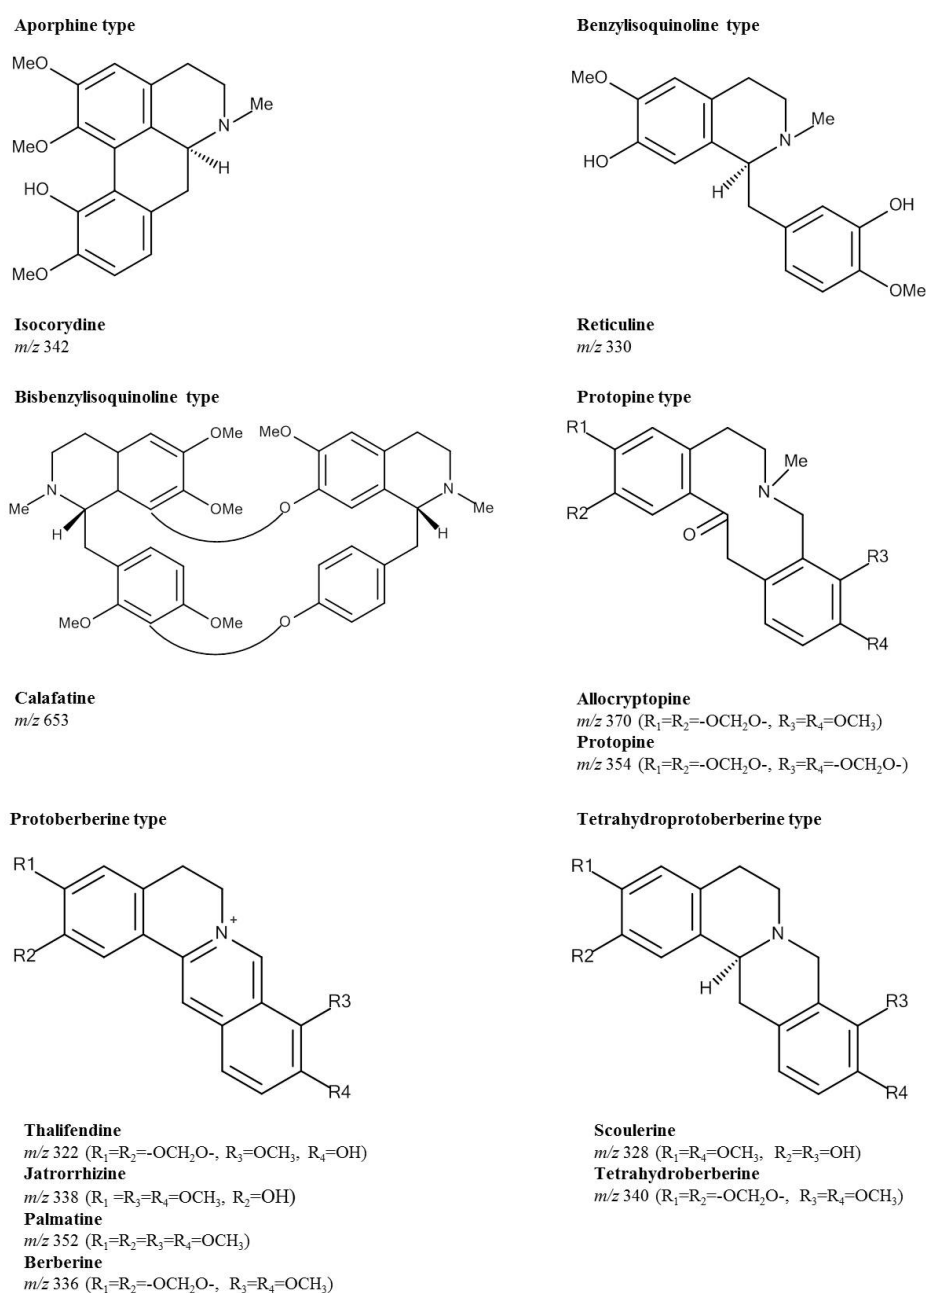 Aporphine type
MeO
Me
N
MeO
H
HO
MeO
Isocorydine
m/z 342
Benzylisoquinoline type
MeO
Me
N
HO
H
OH
OMe
Reticuline
m/z 330
Bisbenzylisoquinoline type
OMe
MeO
N
N
Me
OMe
O
Me
H
H
MeO
OMe
O
Calafatine
m/z 653
Protopine type
R1
Me
N
R2
O
R3
R4
Allocryptopine
m/z 370 (R₁=R₂=-OCH₂O-, R₃=R₄=OCH₃)
Protopine
m/z 354 (R₁=R₂=-OCH₂O-, R₃=R₄=-OCH₂O-)
Protoberberine type
R1
+
N
R2
R3
R4
Thalifendine
m/z 322 (R₁=R₂=-OCH₂O-, R₃=OCH₃, R₄=OH)
Jatrorrhizine
m/z 338 (R₁ =R₃=R₄=OCH₃, R₂=OH)
Palmatine
m/z 352 (R₁=R₂=R₃=R₄=OCH₃)
Berberine
m/z 336 (R₁=R₂=-OCH₂O-, R₃=R₄=OCH₃)
Tetrahydroprotoberberine type
R1
N
R2
H
R3
R4
Scoulerine
m/z 328 (R₁=R₄=OCH₃, R₂=R₃=OH)
Tetrahydroberberine
m/z 340 (R₁=R₂=-OCH₂O-, R₃=R₄=OCH₃)